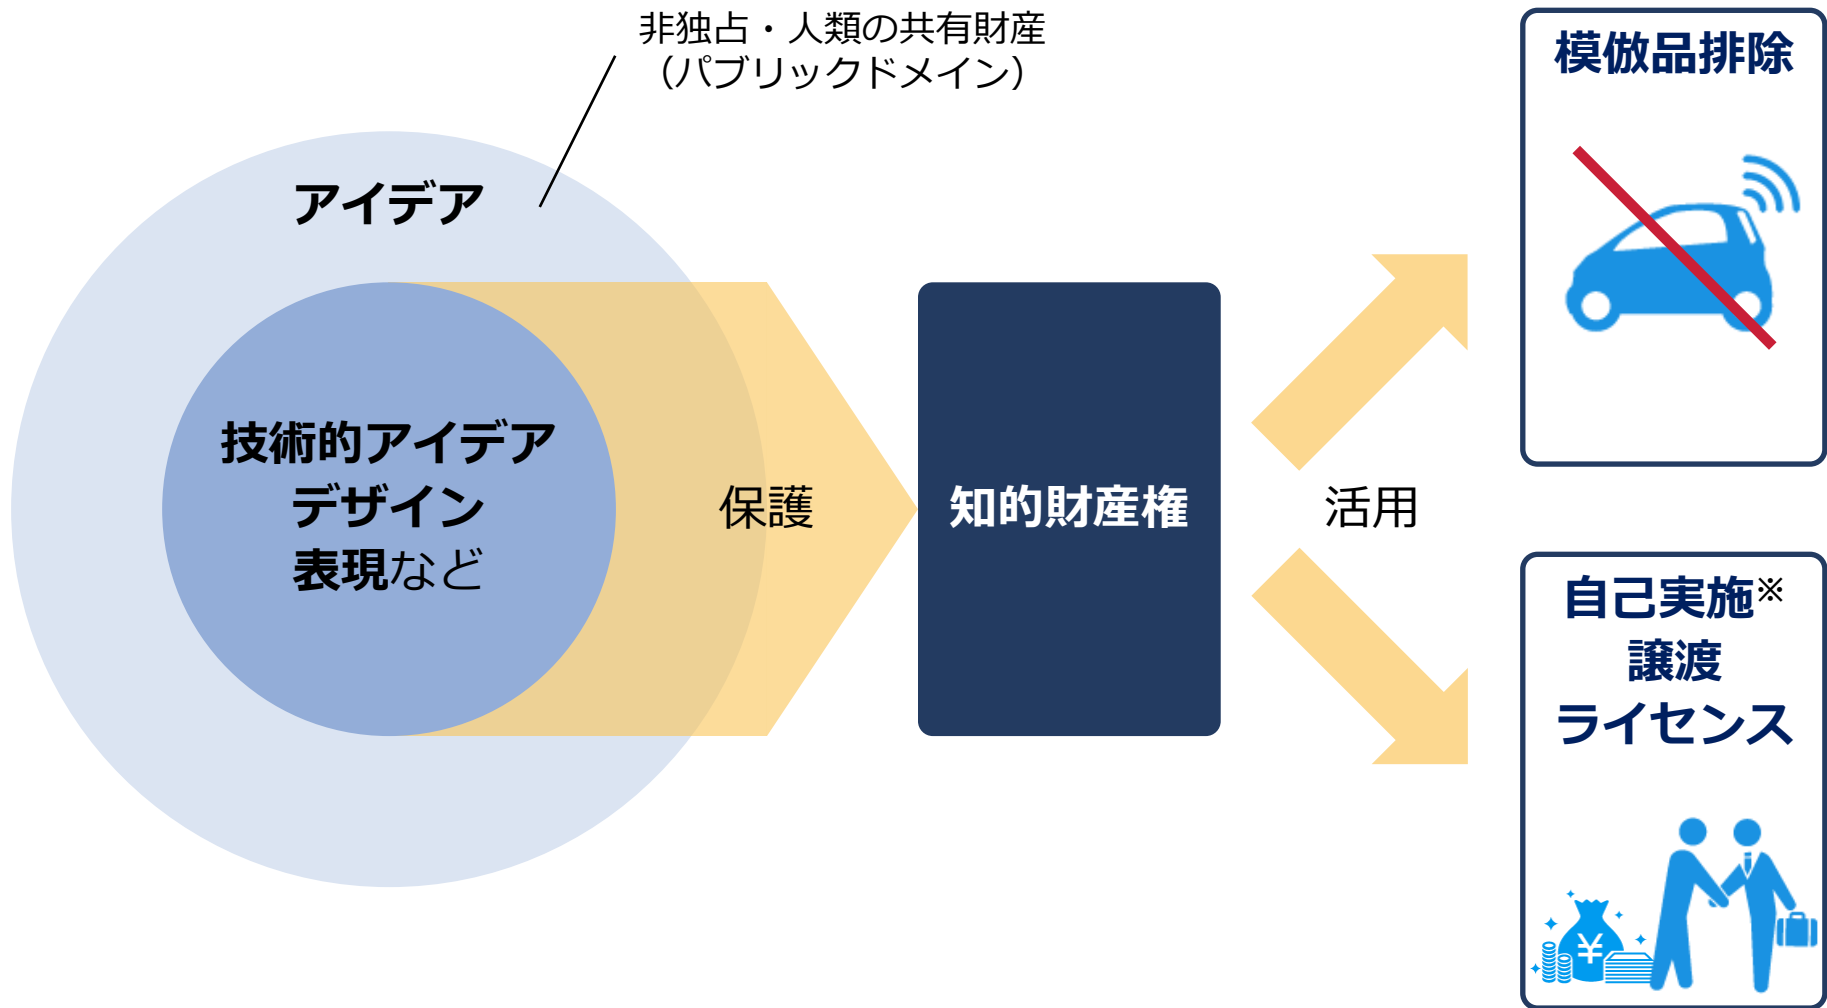 非独占・人類の共有財産
（パブリックドメイン）
アイデア
技術的アイデア
デザイン
表現など
保護
知的財産権
活用
模倣品排除
自己実施※
譲渡
ライセンス
¥